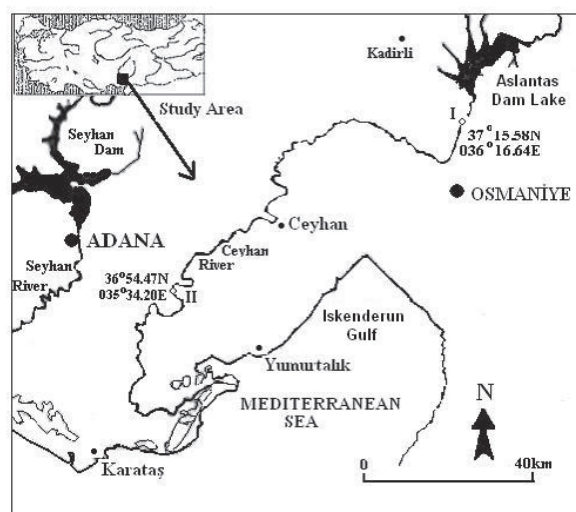 Kadirli
Aslantas
Dam Lake
Study Area
I
Seyhan
Dam
37°15.58N
036°16.64E
OSMANİYE
Ceyhan
ADANA
Ceyhan
River
Seyhan
River
36°54.47N
035°34.20E
II
Iskenderun
Gulf
Yumurtalık
MEDITERRANEAN
SEA
N
Karataş
0
40km